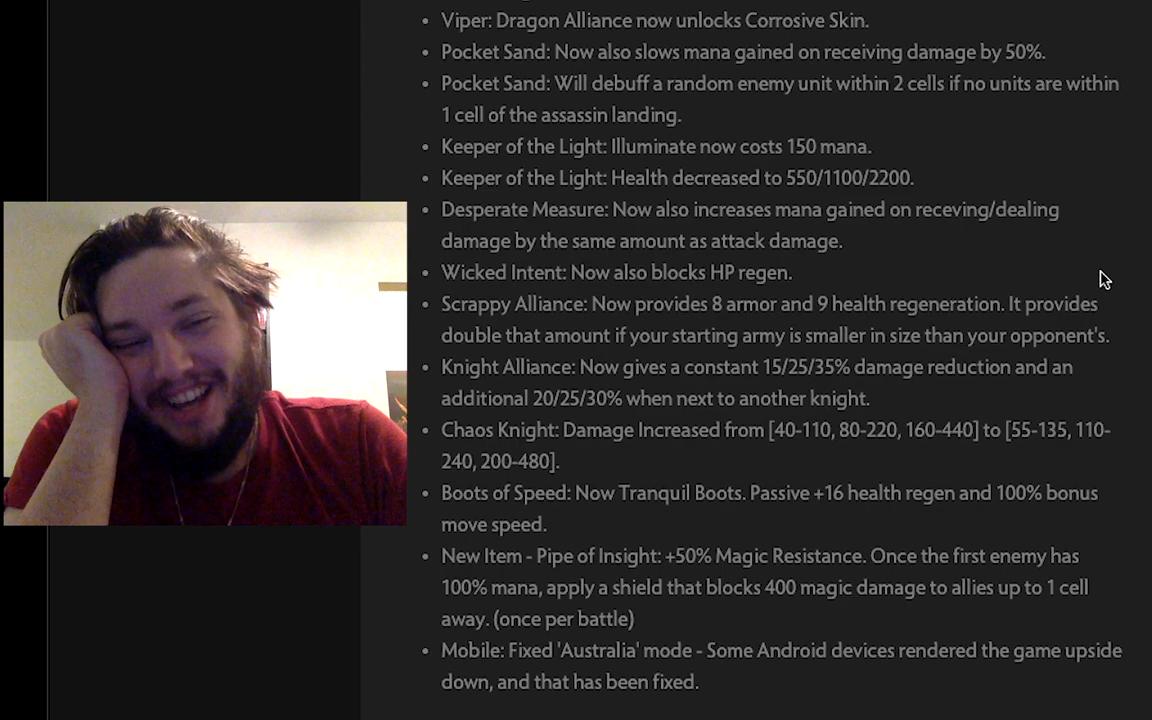 • Viper: Dragon Alliance now unlocks Corrosive Skin.
• Pocket Sand: Now also slows mana gained on receiving damage by 50%.
• Pocket Sand: Will debuff a random enemy unit within 2 cells if no units are within
1 cell of the assassin landing.
• Keeper of the Light: Illuminate now costs 150 mana.
• Keeper of the Light: Health decreased to 550/1100/2200.
• Desperate Measure: Now also increases mana gained on receving/dealing
damage by the same amount as attack damage.
• Wicked Intent: Now also blocks HP regen.
• Scrappy Alliance: Now provides 8 armor and 9 health regeneration. It provides
double that amount if your starting army is smaller in size than your opponent's.
• Knight Alliance: Now gives a constant 15/25/35% damage reduction and an
additional 20/25/30% when next to another knight.
• Chaos Knight: Damage Increased from [40-110, 80-220, 160-440] to [55-135, 110-
240, 200-480].
• Boots of Speed: Now Tranquil Boots. Passive +16 health regen and 100% bonus
move speed.
• New Item - Pipe of Insight: +50% Magic Resistance. Once the first enemy has
100% mana, apply a shield that blocks 400 magic damage to allies up to 1 cell
away. (once per battle)
• Mobile: Fixed 'Australia' mode - Some Android devices rendered the game upside
down, and that has been fixed.